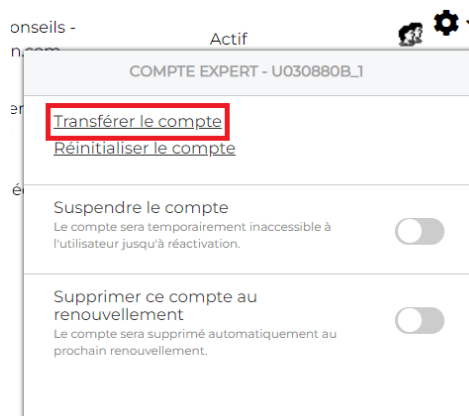 onseils -
Actif
COMPTE EXPERT - U030880B_1
Transférer le compte
Réinitialiser le compte
Suspendre le compte
Le compte sera temporairement inaccessible à
l'utilisateur jusqu'à réactivation.
Supprimer ce compte au
renouvellement
Le compte sera supprimé automatiquement au
prochain renouvellement.